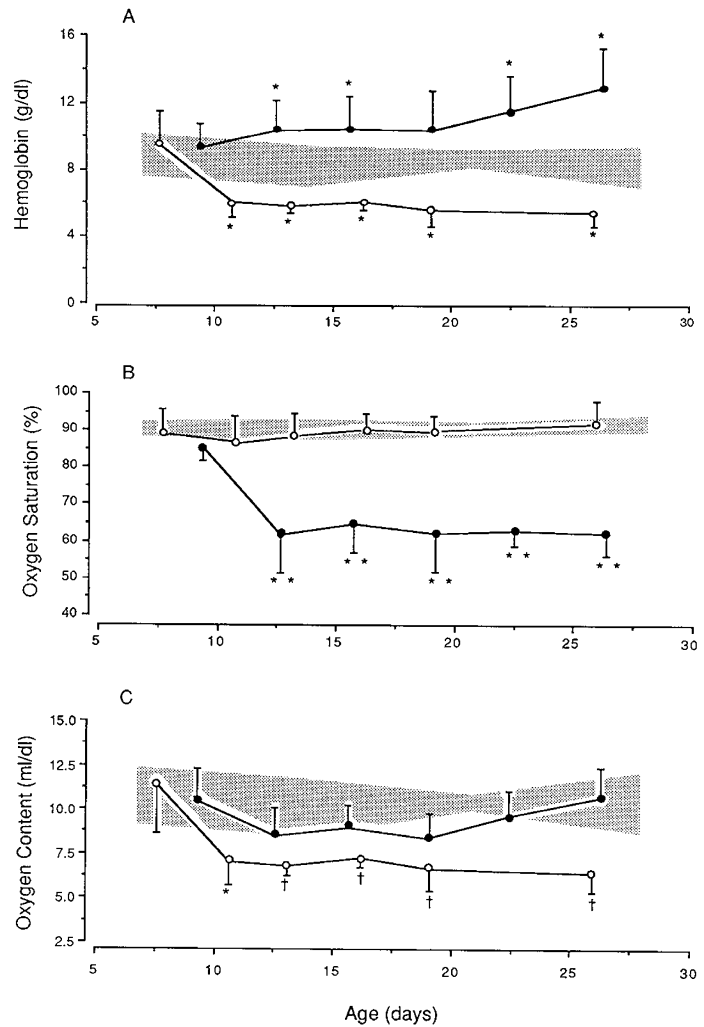 A
Hemoglobin (g/dl)
16
12
8
4
0
* * * *
* * * * *
5 10 15 20 25 30
B
Oxygen Saturation (%)
100
90
80
70
60
50
40
* * * * * * * * * *
5 10 15 20 25 30
C
Oxygen Content (ml/dl)
15.0
12.5
10.0
7.5
5.0
2.5
* † † † †
5 10 15 20 25 30
Age (days)